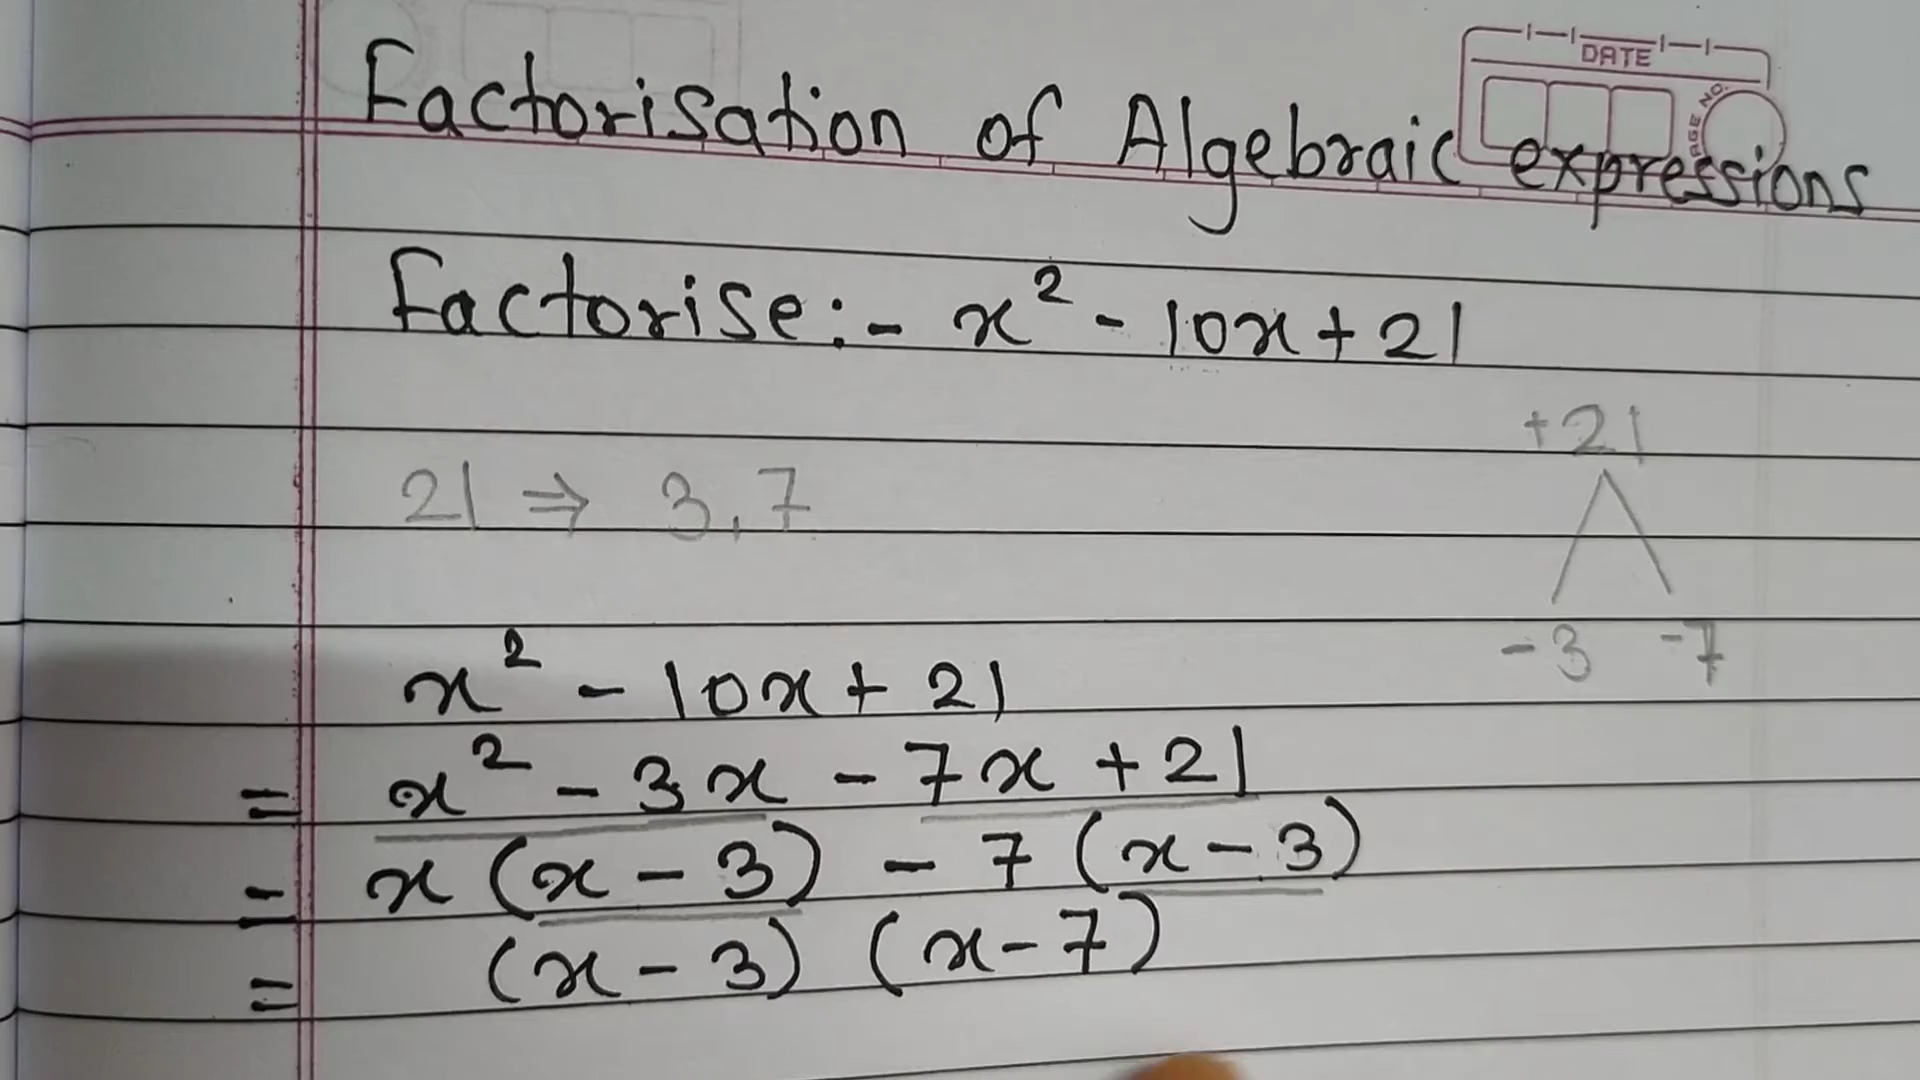 DATE
PAGE NO.
Factorisation of Algebraic expressions
Factorise:- x² - 10x + 21
+21
21 ⇒ 3, 7
-3 -7
x² - 10x + 21
= x² - 3x - 7x + 21
= x (x - 3) - 7 (x - 3)
= (x - 3) (x - 7)